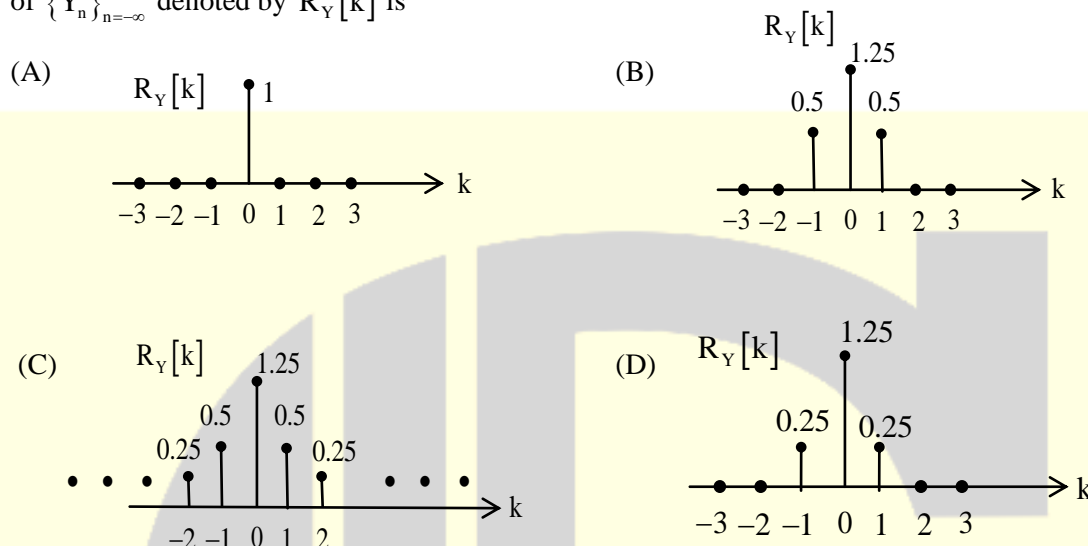 of {Yₙ}ₙ₌₋∞ denoted by R_Y[k] is
(A) R_Y[k] 1 k
−3 −2 −1 0 1 2 3
(B) R_Y[k] 1.25 0.5 0.5 k
−3 −2 −1 0 1 2 3
(C) R_Y[k] 1.25 0.5 0.5 0.25 0.25 k
−2 −1 0 1 2
(D) R_Y[k] 1.25 0.25 0.25 k
−3 −2 −1 0 1 2 3